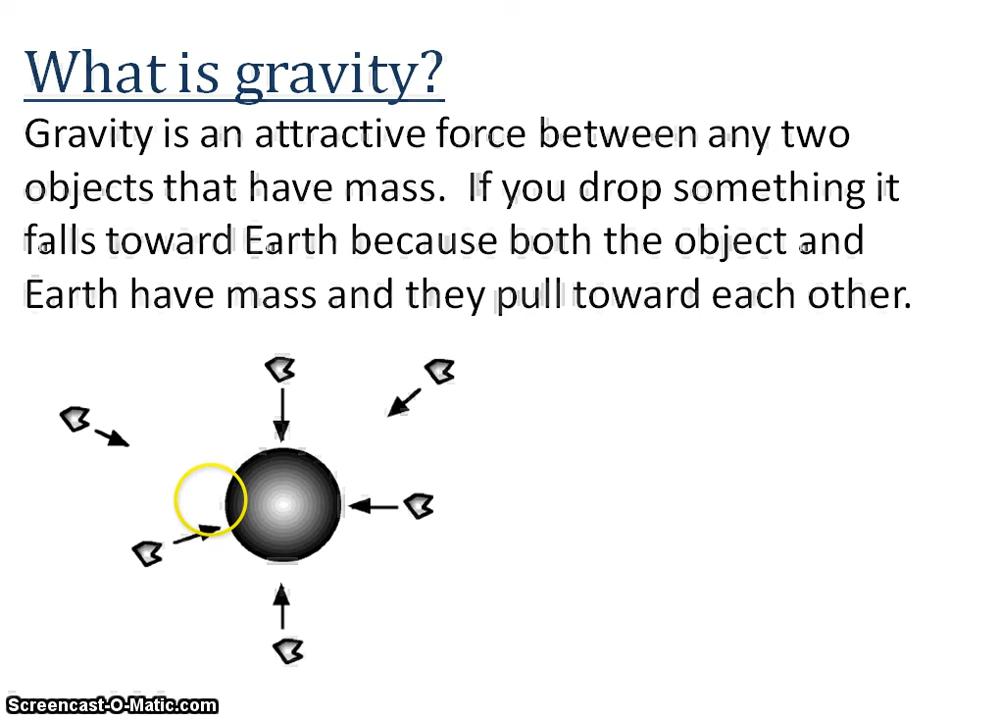 What is gravity?
Gravity is an attractive force between any two
objects that have mass.  If you drop something it
falls toward Earth because both the object and
Earth have mass and they pull toward each other.
Screencast-O-Matic.com